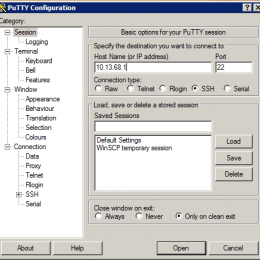 PuTTY Configuration
Category:
Session
Logging
Terminal
Keyboard
Bell
Features
Window
Appearance
Behaviour
Translation
Selection
Colours
Connection
Data
Proxy
Telnet
Rlogin
SSH
Serial
Basic options for your PuTTY session
Specify the destination you want to connect to
Host Name (or IP address) Port
10.13.68.1 22
Connection type:
Raw Telnet Rlogin SSH Serial
Load, save or delete a stored session
Saved Sessions
Default Settings
WinSCP temporary session
Load
Save
Delete
Close window on exit:
Always Never Only on clean exit
About Help Open Cancel